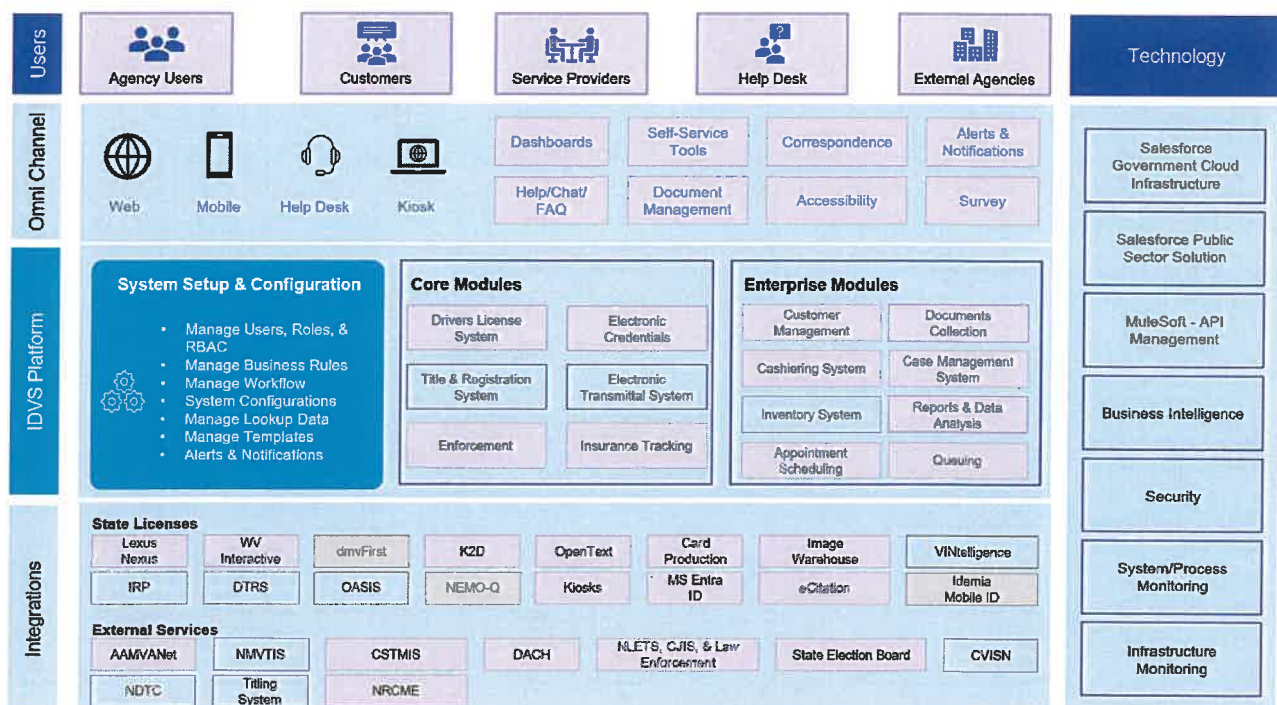 Users
Agency Users
Customers
Service Providers
Help Desk
External Agencies
Technology
Omni Channel
Web
Mobile
Help Desk
Kiosk
Dashboards
Self-Service
Tools
Correspondence
Alerts &
Notifications
Help/Chat/
FAQ
Document
Management
Accessibility
Survey
IDVS Platform
System Setup & Configuration
• Manage Users, Roles, &
RBAC
• Manage Business Rules
• Manage Workflow
• System Configurations
• Manage Lookup Data
• Manage Templates
• Alerts & Notifications
Core Modules
Drivers License
System
Electronic
Credentials
Title & Registration
System
Electronic
Transmittal System
Enforcement
Insurance Tracking
Enterprise Modules
Customer
Management
Documents
Collection
Cashiering System
Case Management
System
Inventory System
Reports & Data
Analysis
Appointment
Scheduling
Queuing
Integrations
State Licenses
Lexus
Nexus
WV
Interactive
dmvFirst
K2D
OpenText
Card
Production
Image
Warehouse
VINtelligence
IRP
DTRS
OASIS
NEMO-Q
Kiosks
MS Entra
ID
eCitation
Idemia
Mobile ID
External Services
AAMVANet
NMVTIS
CSTMIS
DACH
NLETS, CJIS, & Law
Enforcement
State Election Board
CVISN
NDTC
Titling
System
NRCME
Salesforce
Government Cloud
Infrastructure
Salesforce Public
Sector Solution
MuleSoft - API
Management
Business Intelligence
Security
System/Process
Monitoring
Infrastructure
Monitoring